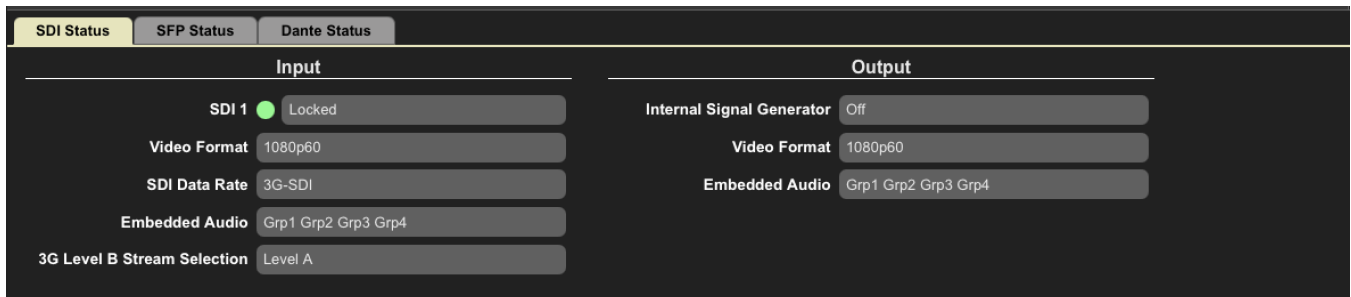 SDI Status SFP Status Dante Status
Input
SDI 1 Locked
Video Format 1080p60
SDI Data Rate 3G-SDI
Embedded Audio Grp1 Grp2 Grp3 Grp4
3G Level B Stream Selection Level A
Output
Internal Signal Generator Off
Video Format 1080p60
Embedded Audio Grp1 Grp2 Grp3 Grp4